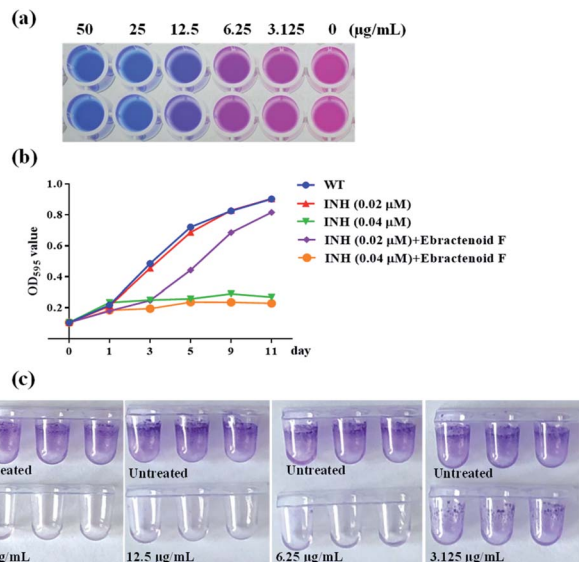 (a)
50 25 12.5 6.25 3.125 0 (μg/mL)
(b)
1.0
0.8
0.6
0.4
0.2
OD595 value
0 1 3 5 9 11 day
WT
INH (0.02 μM)
INH (0.04 μM)
INH (0.02 μM)+Ebractenoid F
INH (0.04 μM)+Ebractenoid F
(c)
eated Untreated Untreated Untreated
g/mL 12.5 μg/mL 6.25 μg/mL 3.125 μg/mL